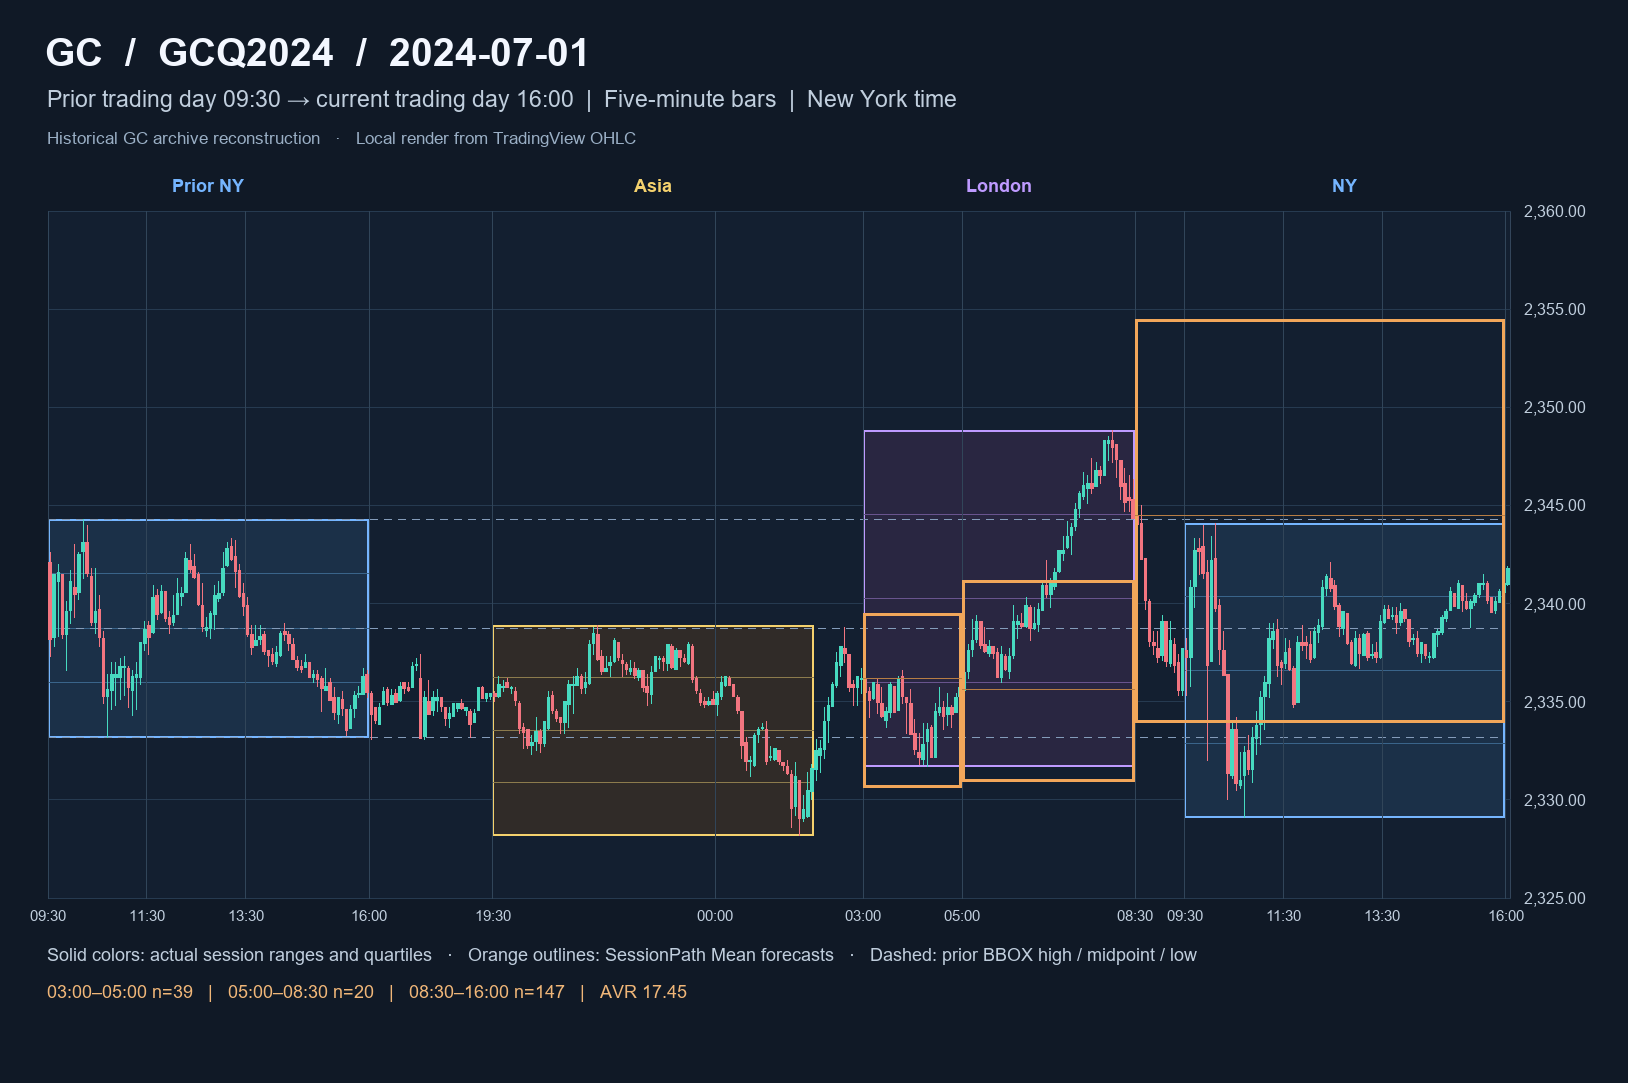 GC / GCQ2024 / 2024-07-01
Prior trading day 09:30 → current trading day 16:00 | Five-minute bars | New York time
Historical GC archive reconstruction · Local render from TradingView OHLC
Prior NY Asia London NY
2,360.00
2,355.00
2,350.00
2,345.00
2,340.00
2,335.00
2,330.00
2,325.00
09:30 11:30 13:30 16:00 19:30 00:00 03:00 05:00 08:30 09:30 11:30 13:30 16:00
Solid colors: actual session ranges and quartiles · Orange outlines: SessionPath Mean forecasts · Dashed: prior BBOX high / midpoint / low
03:00–05:00 n=39 | 05:00–08:30 n=20 | 08:30–16:00 n=147 | AVR 17.45